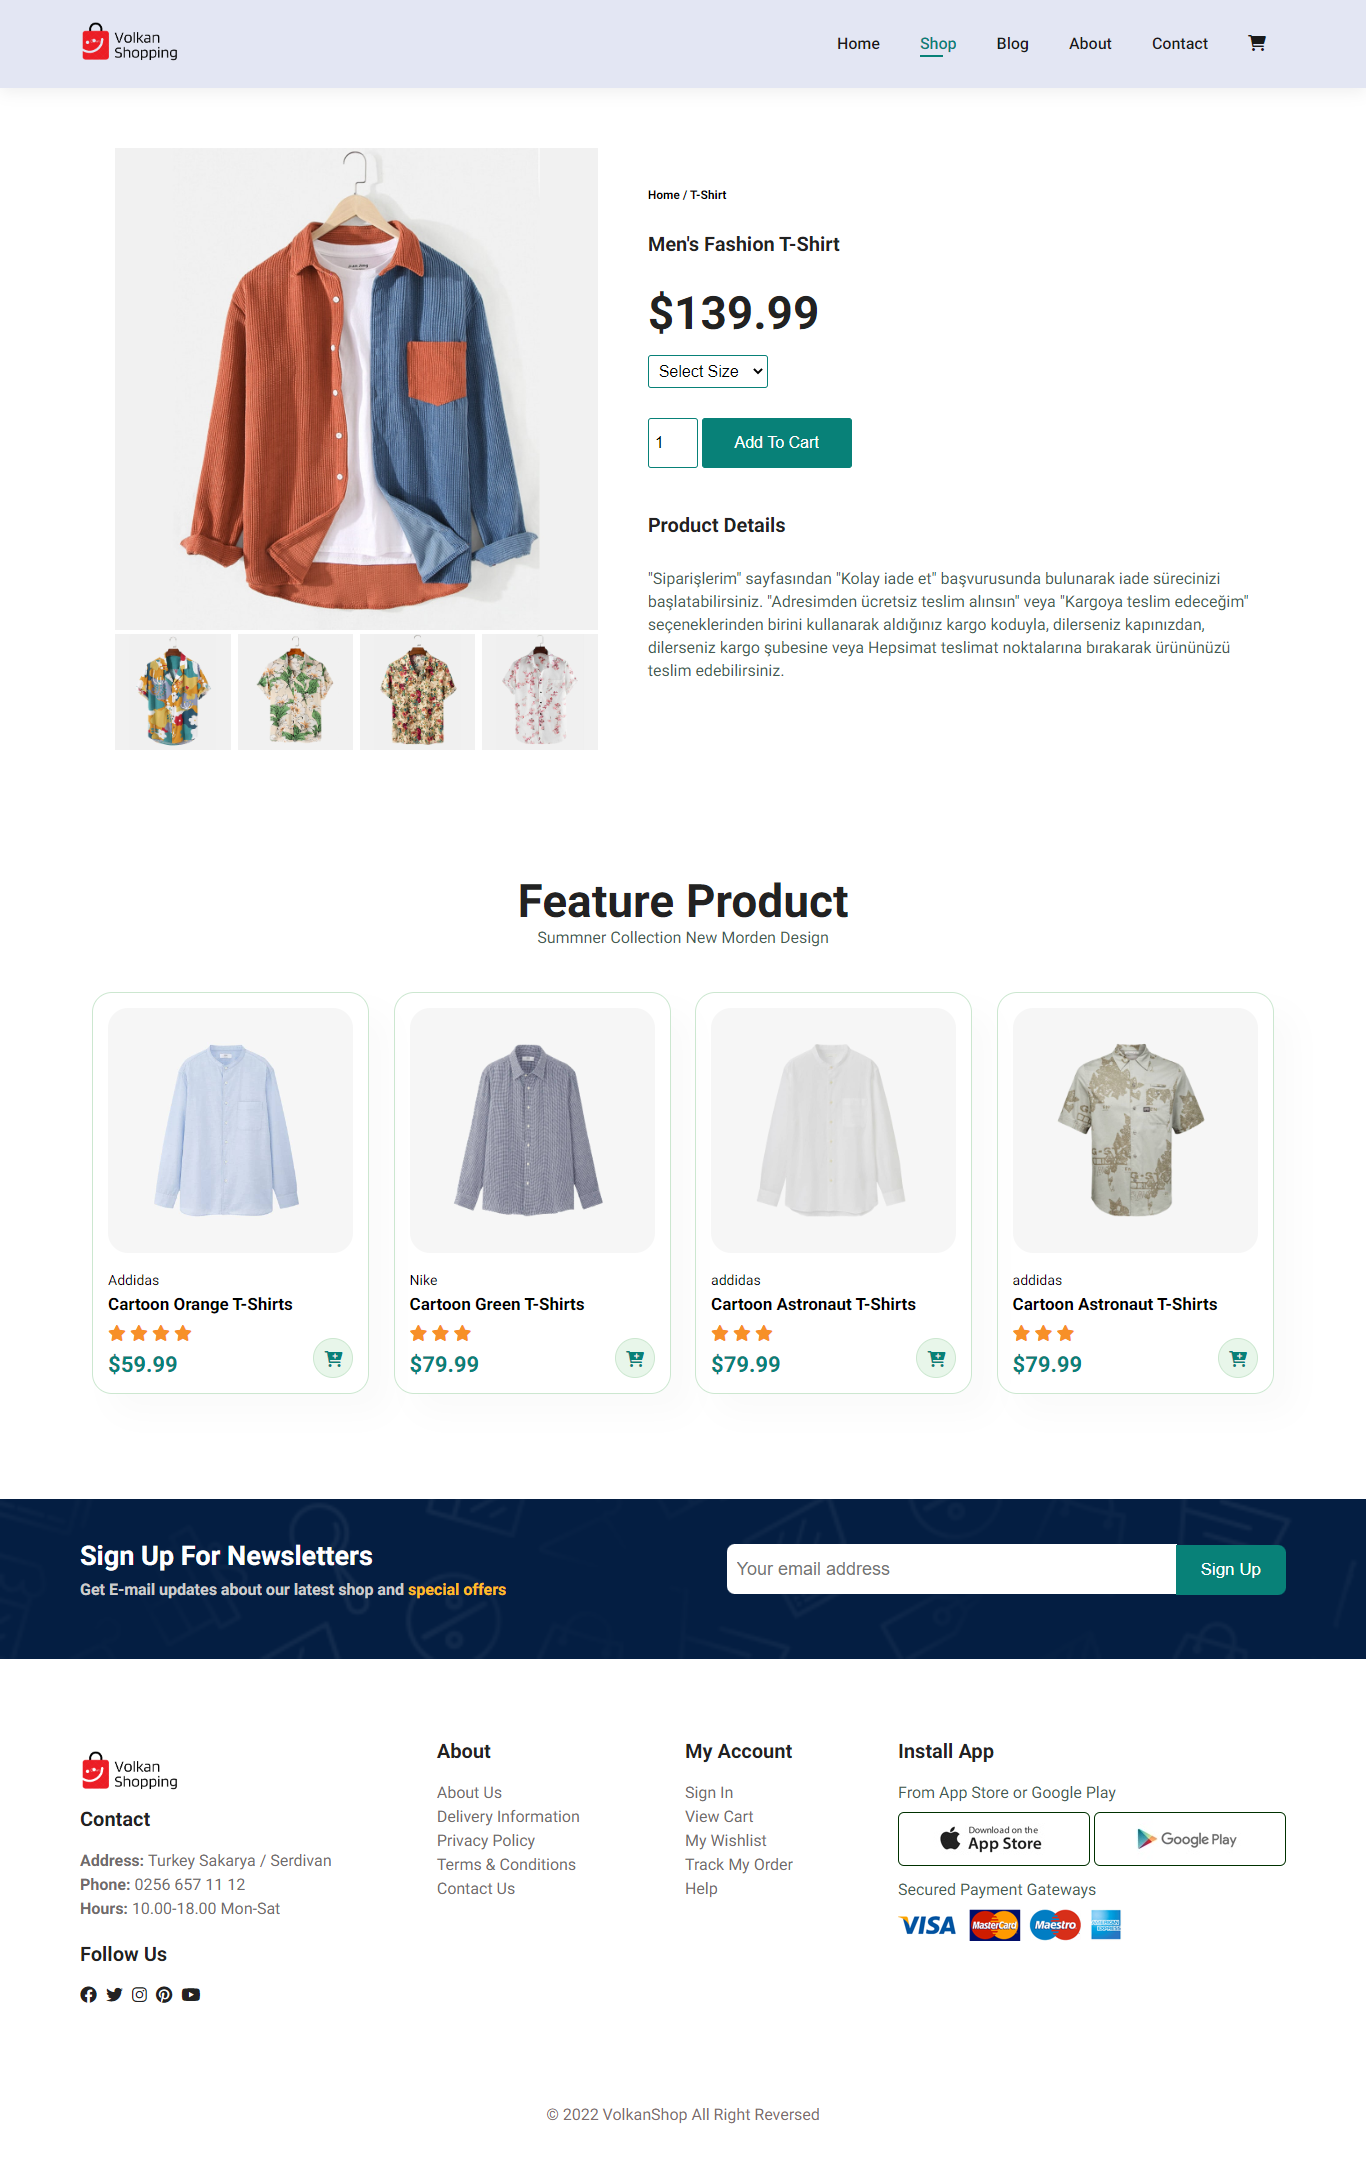 Volkan
Shopping
Home
Shop
Blog
About
Contact
Home / T-Shirt
Men's Fashion T-Shirt
$139.99
Select Size
1
Add To Cart
Product Details
"Siparişlerim" sayfasından "Kolay iade et" başvurusunda bulunarak iade sürecinizi
başlatabilirsiniz. "Adresimden ücretsiz teslim alınsın" veya "Kargoya teslim edeceğim"
seçeneklerinden birini kullanarak aldığınız kargo koduyla, dilerseniz kapınızdan,
dilerseniz kargo şubesine veya Hepsimat teslimat noktalarına bırakarak ürününüzü
teslim edebilirsiniz.
Feature Product
Summner Collection New Morden Design
Addidas
Cartoon Orange T-Shirts
$59.99
Nike
Cartoon Green T-Shirts
$79.99
addidas
Cartoon Astronaut T-Shirts
$79.99
addidas
Cartoon Astronaut T-Shirts
$79.99
Sign Up For Newsletters
Get E-mail updates about our latest shop and special offers
Your email address
Sign Up
Volkan
Shopping
Contact
Address: Turkey Sakarya / Serdivan
Phone: 0256 657 11 12
Hours: 10.00-18.00 Mon-Sat
Follow Us
About
About Us
Delivery Information
Privacy Policy
Terms & Conditions
Contact Us
My Account
Sign In
View Cart
My Wishlist
Track My Order
Help
Install App
From App Store or Google Play
Download on the
App Store
Google Play
Secured Payment Gateways
VISA
MasterCard
Maestro
AMERICAN
EXPRESS
© 2022 VolkanShop All Right Reversed